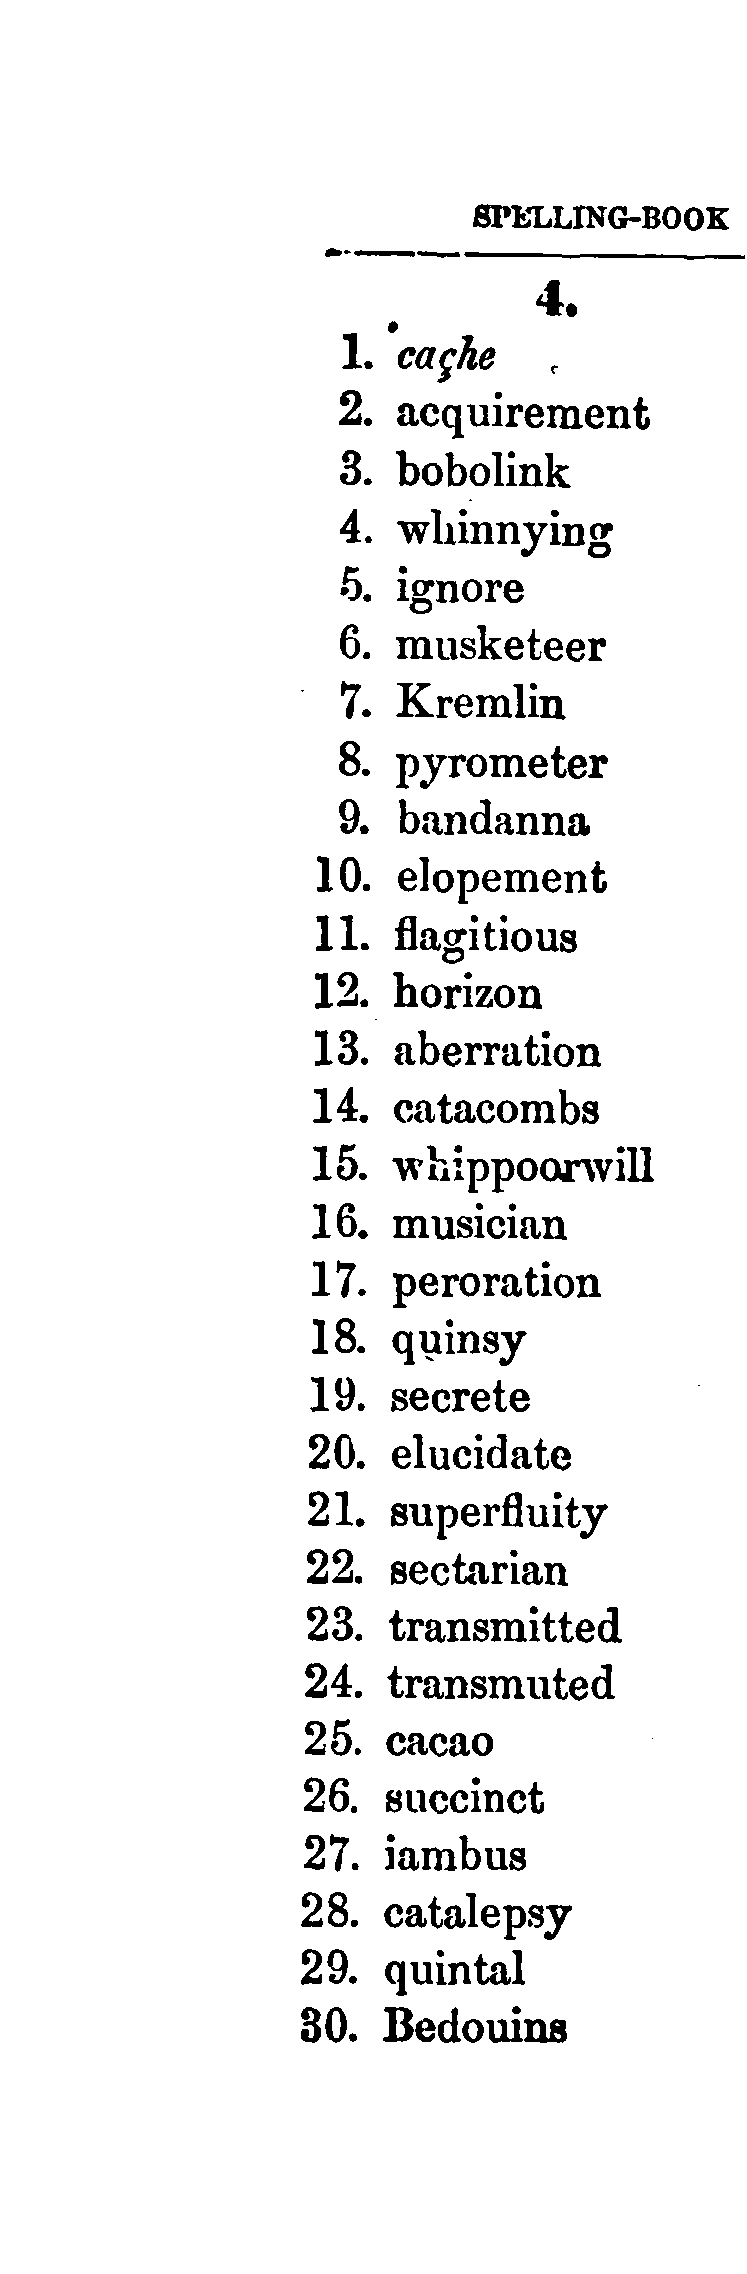 SPELLING-BOOK
4.
1. caçhe
2. acquirement
3. bobolink
4. whinnying
5. ignore
6. musketeer
7. Kremlin
8. pyrometer
9. bandanna
10. elopement
11. flagitious
12. horizon
13. aberration
14. catacombs
15. whippoorwill
16. musician
17. peroration
18. quinsy
19. secrete
20. elucidate
21. superfluity
22. sectarian
23. transmitted
24. transmuted
25. cacao
26. succinct
27. iambus
28. catalepsy
29. quintal
30. Bedouins